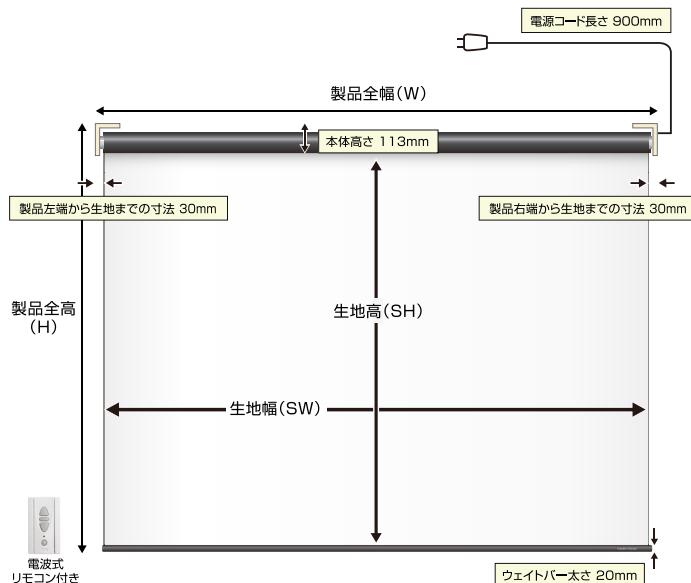 電源コード長さ 900mm
製品全幅(W)
本体高さ 113mm
製品左端から生地までの寸法 30mm
製品右端から生地までの寸法 30mm
製品全高
(H)
生地高(SH)
生地幅(SW)
電波式
リモコン付き
ウェイトバー太さ 20mm